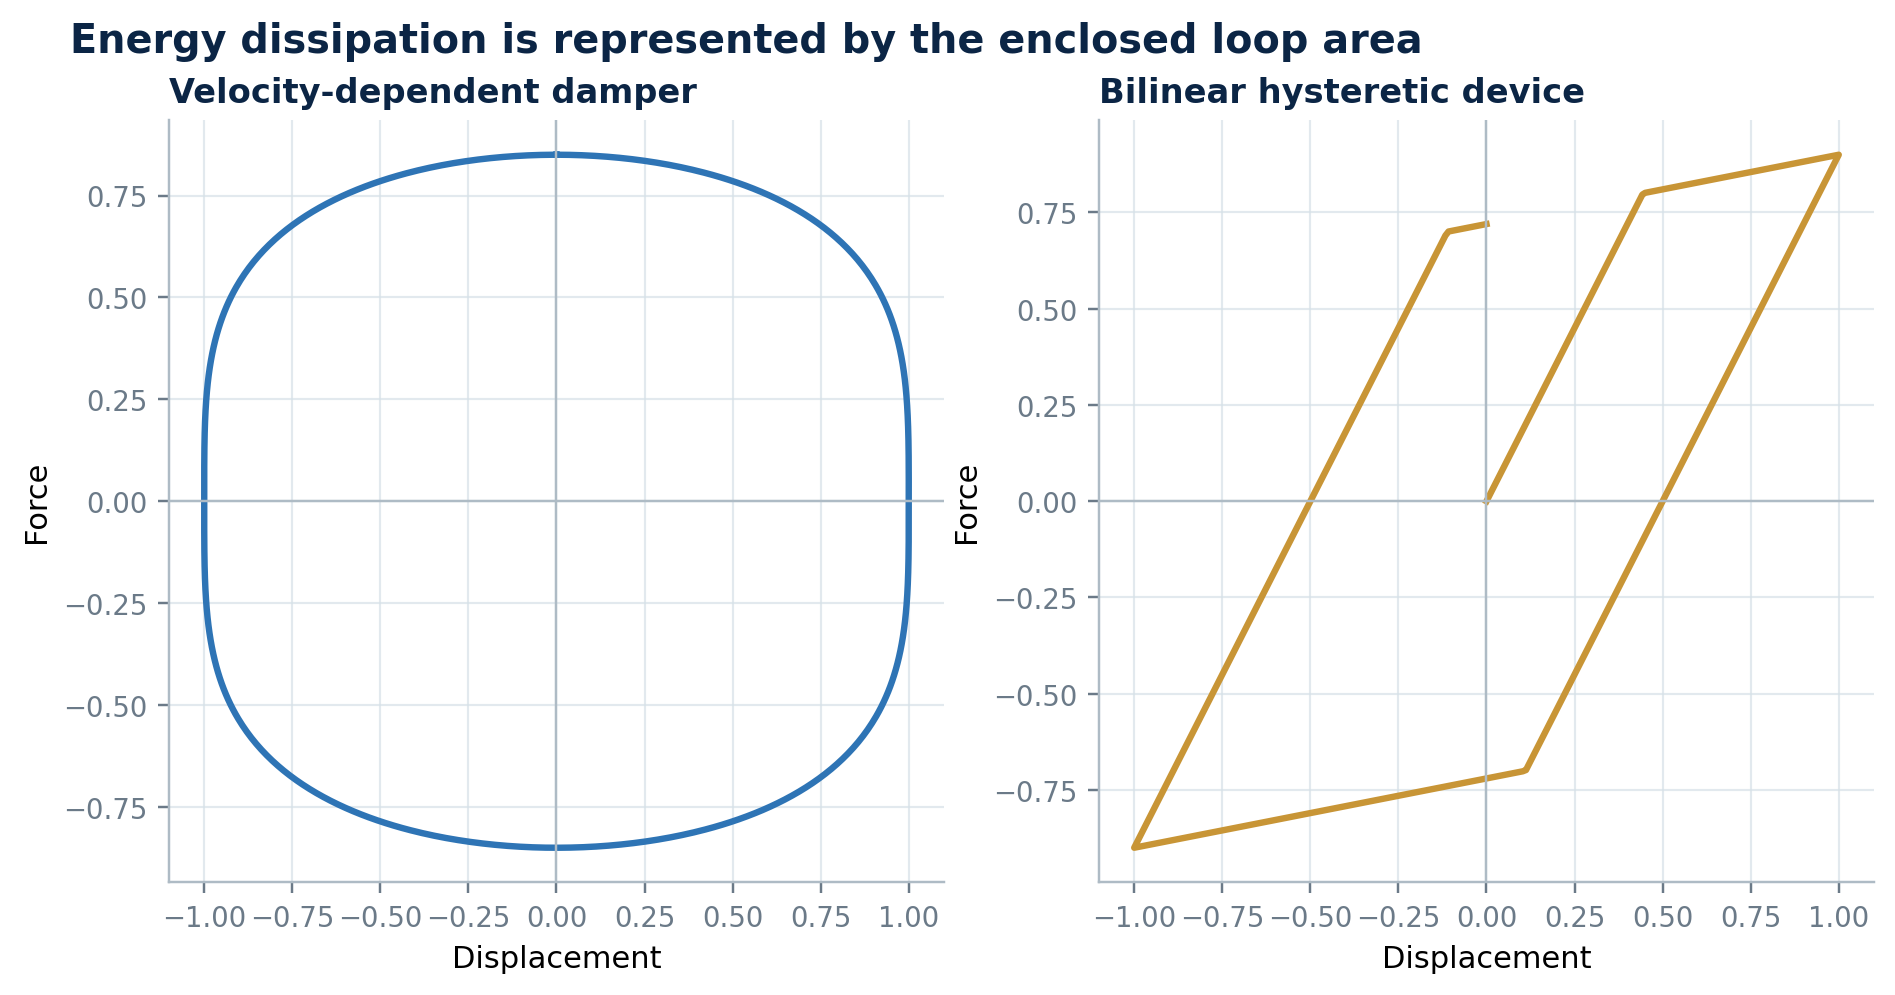 Energy dissipation is represented by the enclosed loop area
Velocity-dependent damper
0.75
0.50
0.25
0.00
−0.25
−0.50
−0.75
Force
−1.00 −0.75 −0.50 −0.25 0.00 0.25 0.50 0.75 1.00
Displacement
Bilinear hysteretic device
0.75
0.50
0.25
0.00
−0.25
−0.50
−0.75
Force
−1.00 −0.75 −0.50 −0.25 0.00 0.25 0.50 0.75 1.00
Displacement